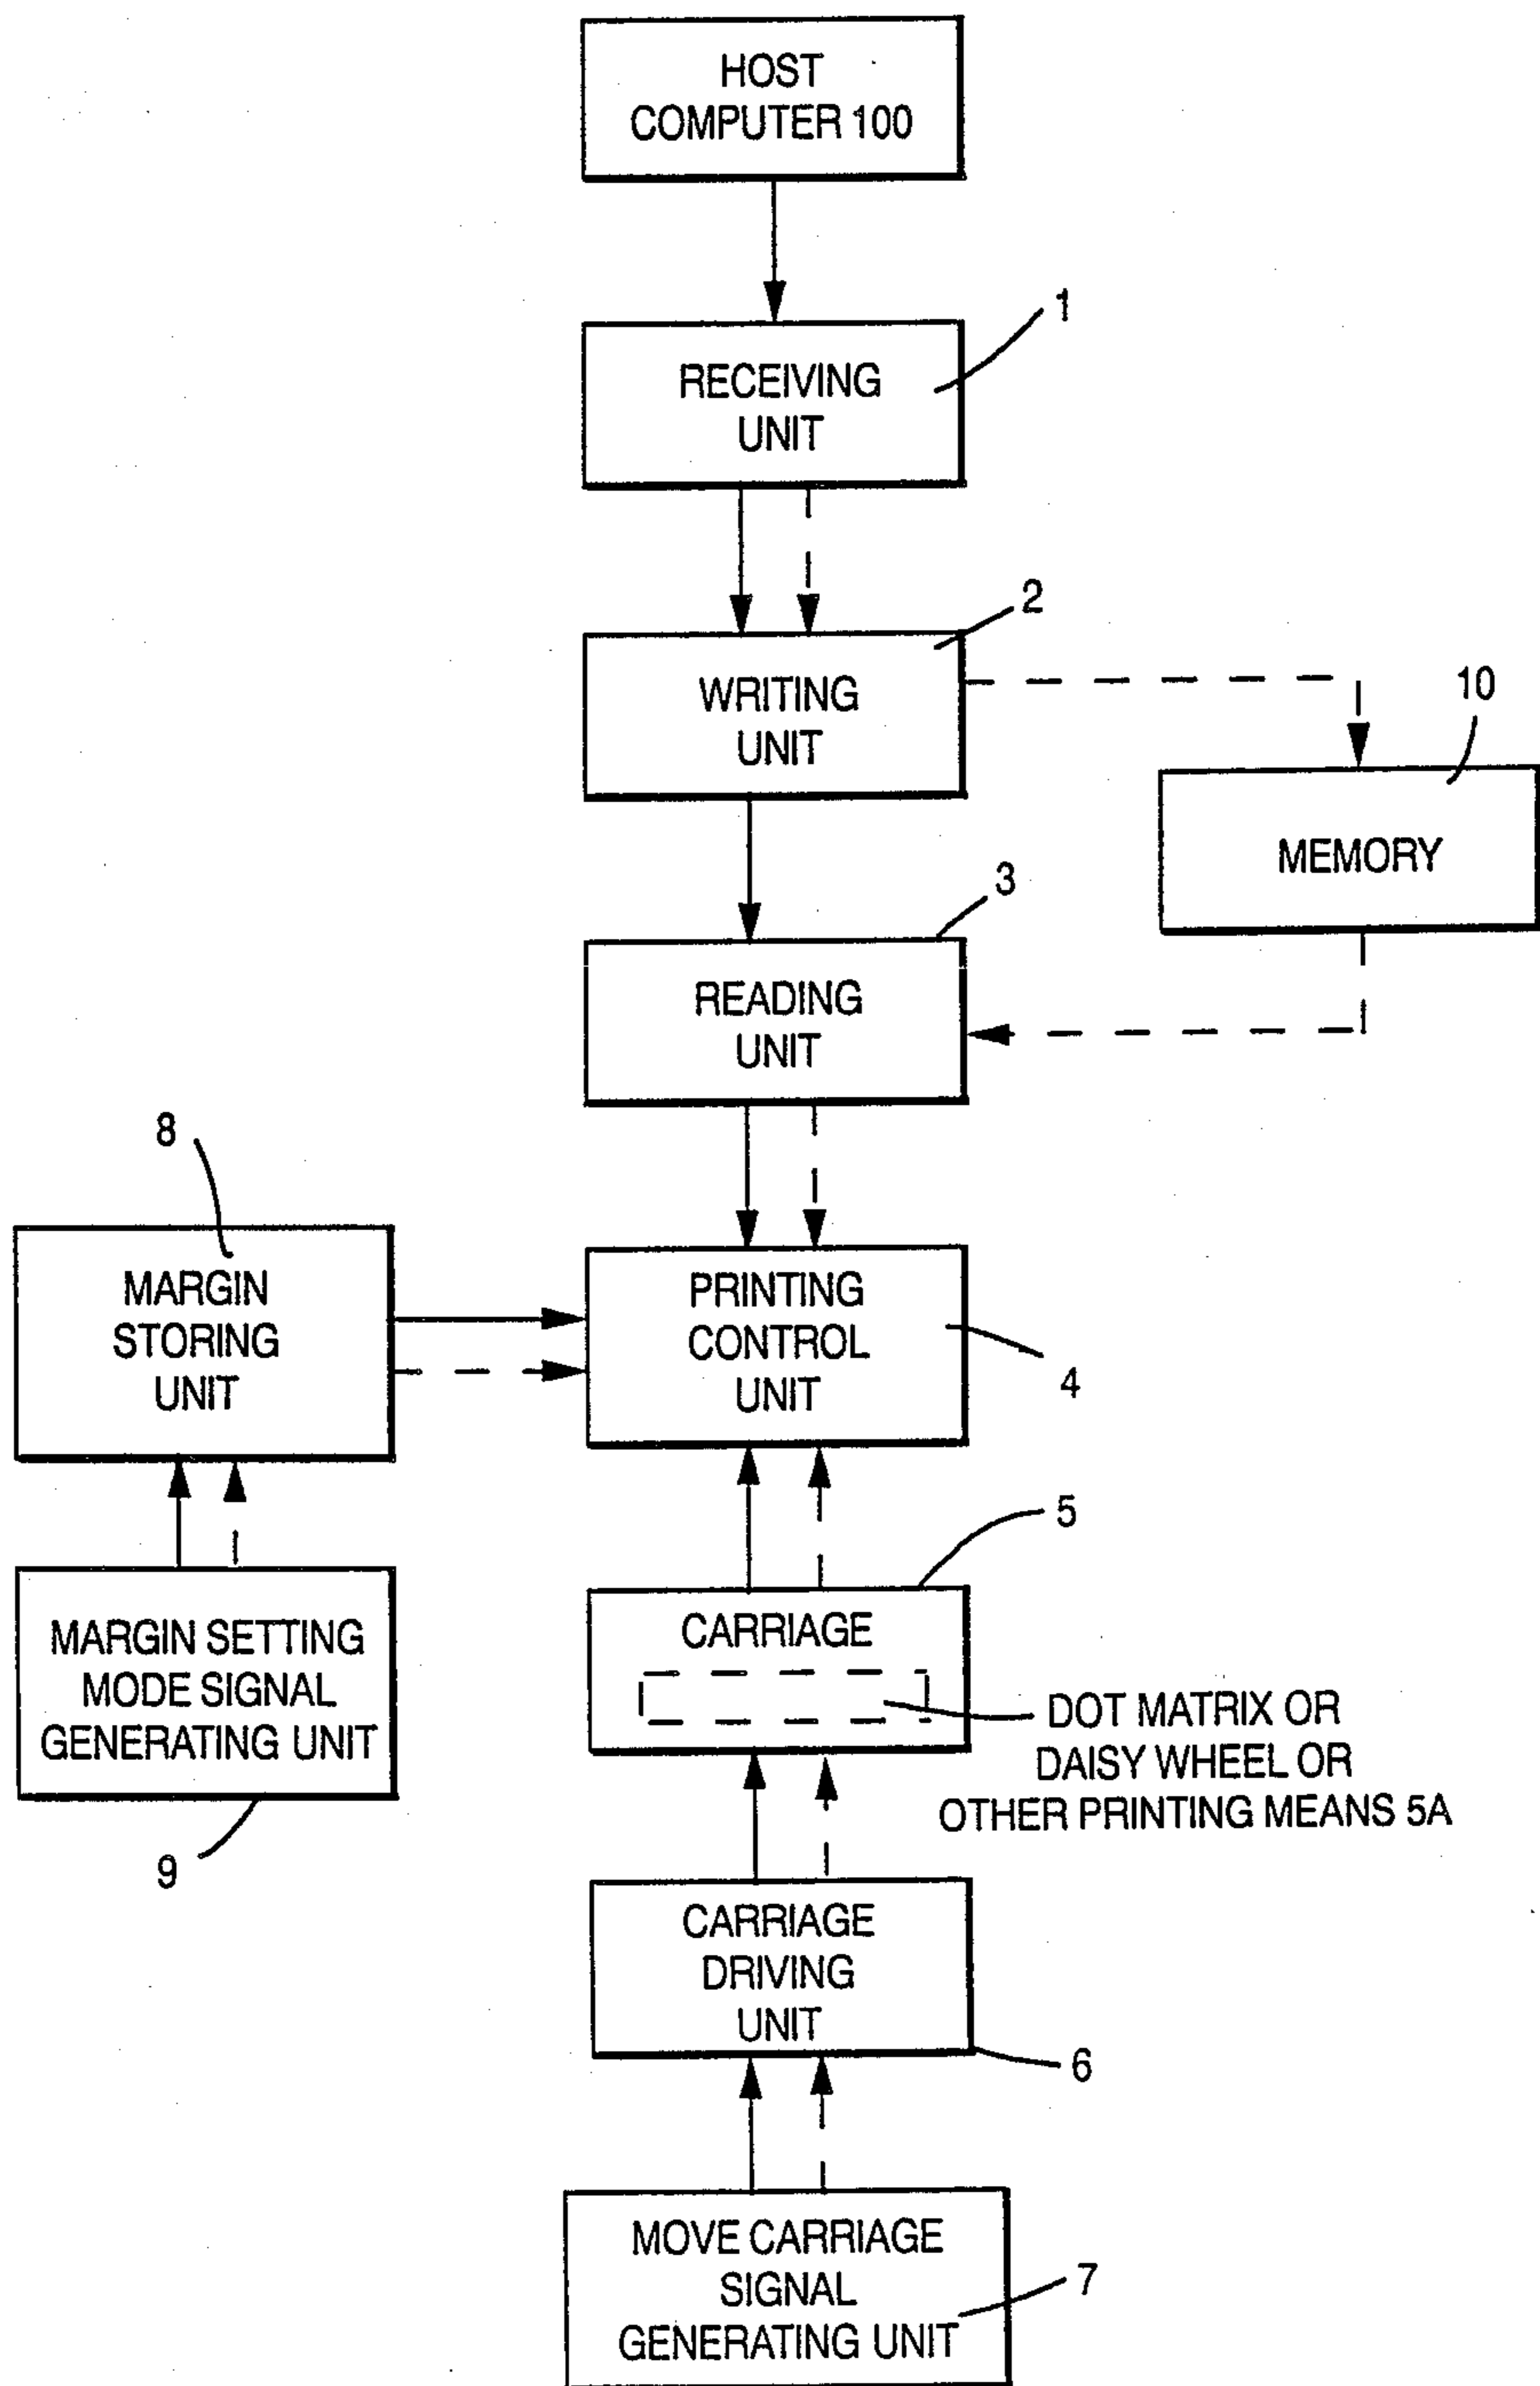 HOST
COMPUTER 100
1
RECEIVING
UNIT
2
WRITING
UNIT
10
MEMORY
3
READING
UNIT
8
MARGIN
STORING
UNIT
PRINTING
CONTROL
UNIT
4
5
CARRIAGE
MARGIN SETTING
MODE SIGNAL
GENERATING UNIT
9
DOT MATRIX OR
DAISY WHEEL OR
OTHER PRINTING MEANS 5A
CARRIAGE
DRIVING
UNIT
6
MOVE CARRIAGE
SIGNAL
GENERATING UNIT
7